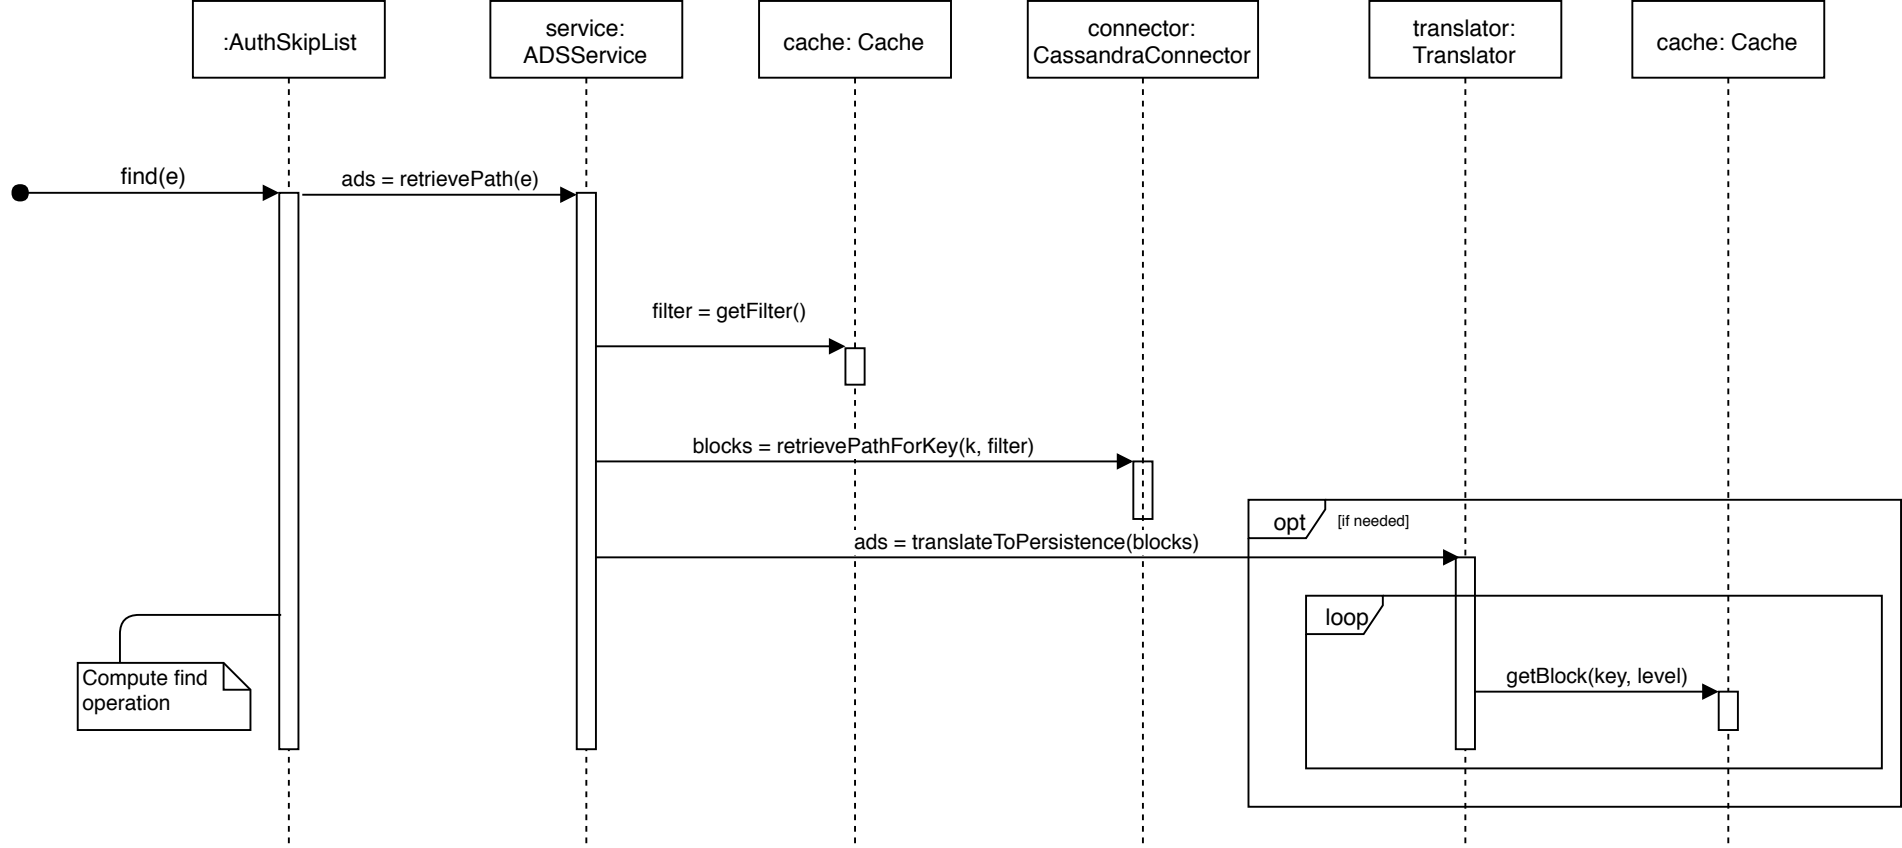 :AuthSkipList
service:
ADSService
cache: Cache
connector:
CassandraConnector
translator:
Translator
cache: Cache
find(e)
ads = retrievePath(e)
filter = getFilter()
blocks = retrievePathForKey(k, filter)
opt
[if needed]
ads = translateToPersistence(blocks)
loop
Compute find
operation
getBlock(key, level)